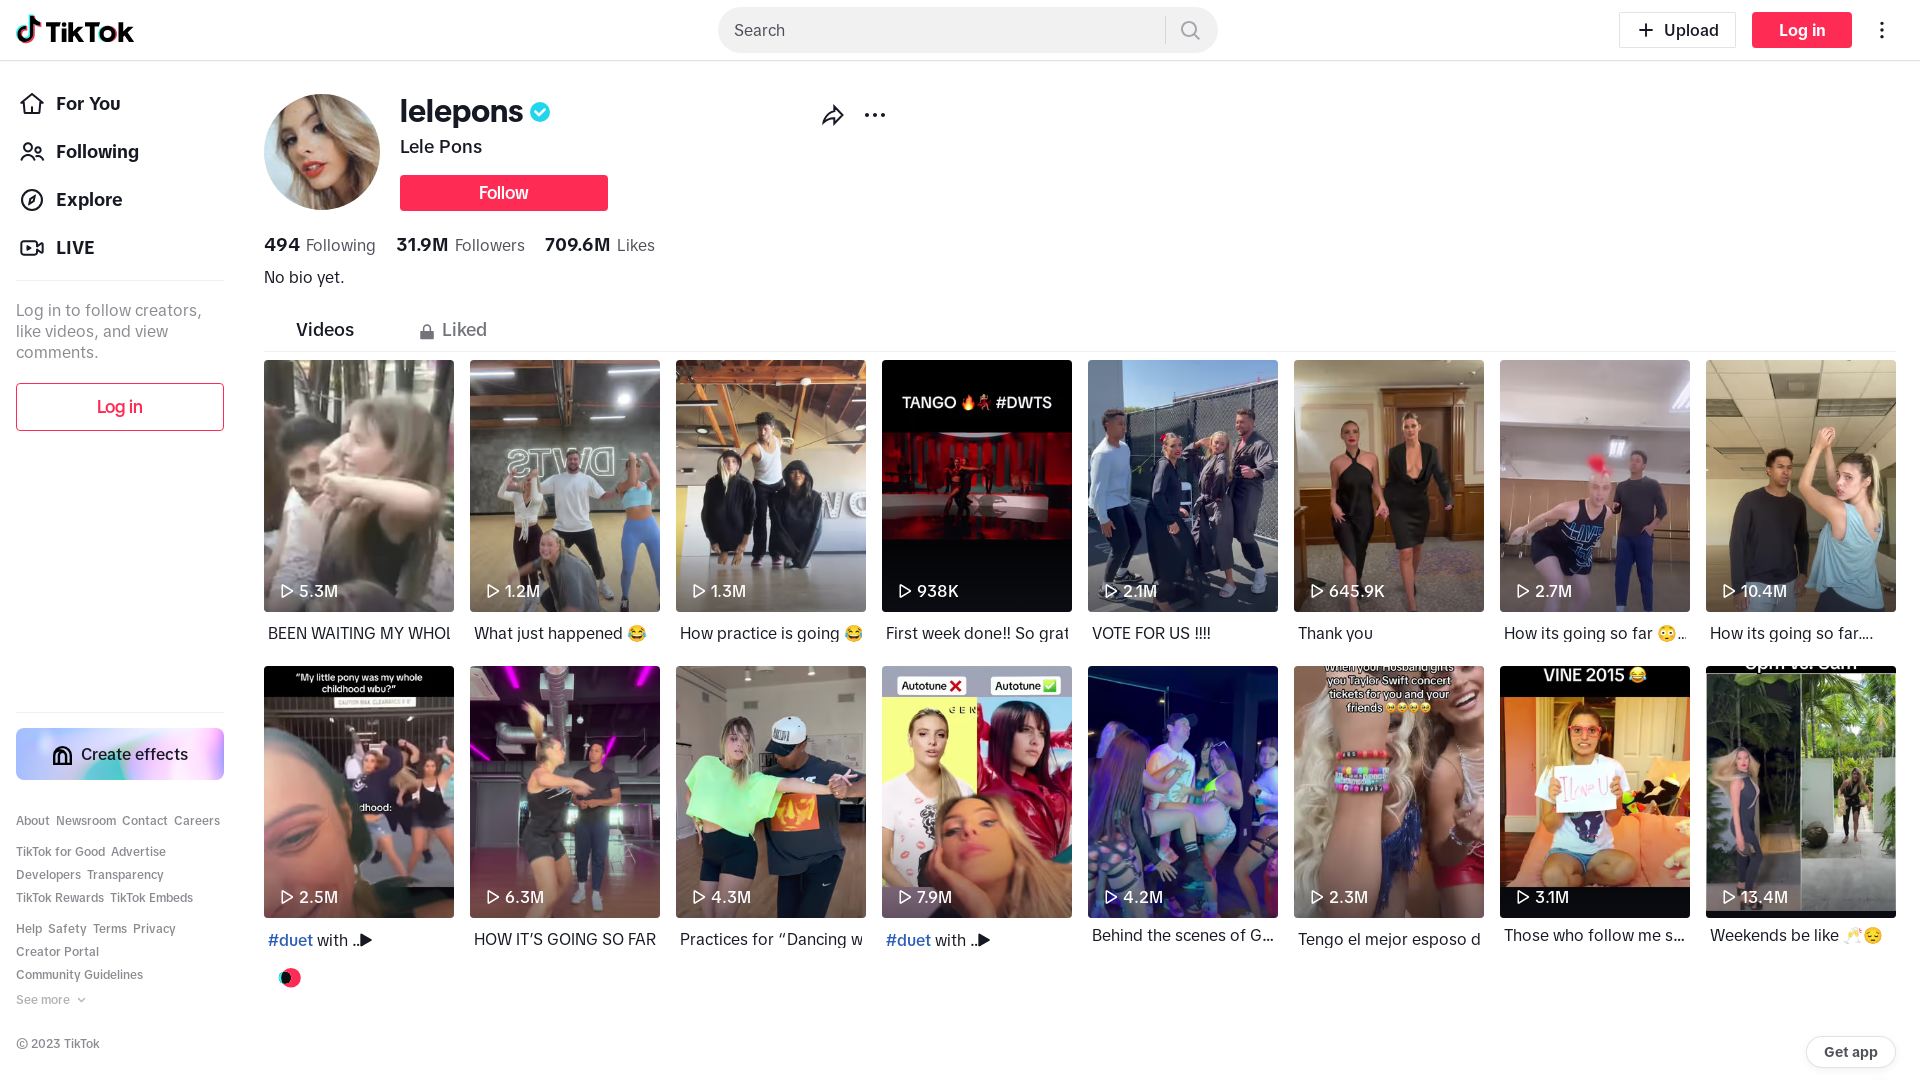 TikTok
Search
Upload
Log in
For You
Following
Explore
LIVE
Log in to follow creators,
like videos, and view
comments.
Log in
Create effects
About Newsroom Contact Careers
TikTok for Good Advertise
Developers Transparency
TikTok Rewards TikTok Embeds
Help Safety Terms Privacy
Creator Portal
Community Guidelines
See more
© 2023 TikTok
lelepons
Lele Pons
Follow
494 Following 31.9M Followers 709.6M Likes
No bio yet.
Videos
Liked
5.3M
BEEN WAITING MY WHOL
DWTS
1.2M
What just happened 😂
1.3M
How practice is going 😂
TANGO 🔥💃 #DWTS
938K
First week done!! So grat
2.1M
VOTE FOR US !!!!
645.9K
Thank you
LIVE
2.7M
How its going so far 😳...
10.4M
How its going so far....
"My little pony was my whole
childhood wbu?"
dhood:
2.5M
#duet with ...
6.3M
HOW IT'S GOING SO FAR
4.3M
Practices for "Dancing w
Autotune ❌ Autotune ✅
GEN
7.9M
#duet with ...
4.2M
Behind the scenes of G...
When your Husband gifts
you Taylor Swift concert
tickets for you and your
friends 🥹🥹🥹🥹
2.3M
Tengo el mejor esposo d
VINE 2015 😂
I Love U
3.1M
Those who follow me s...
6pm vs. 6am
13.4M
Weekends be like 🥂😔
Get app